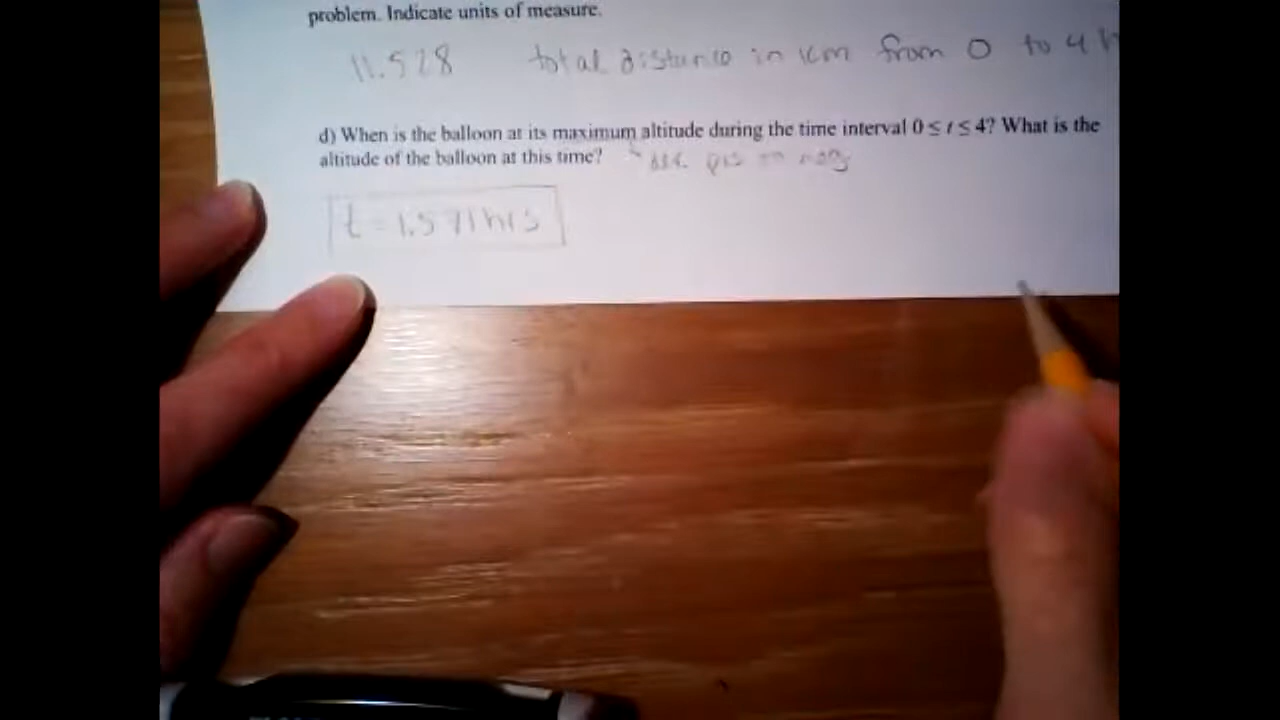 problem. Indicate units of measure.
11.528 total distance in km from 0 to 4 h
d) When is the balloon at its maximum altitude during the time interval 0 ≤ t ≤ 4? What is the
altitude of the balloon at this time?
t = 1.571 hrs